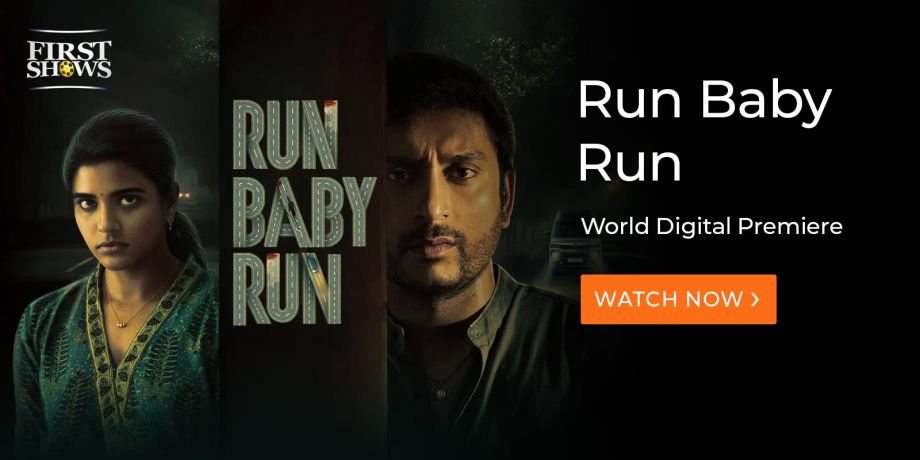 FIRST
SHOWS
RUN
BABY
RUN
Run Baby
Run
World Digital Premiere
WATCH NOW >